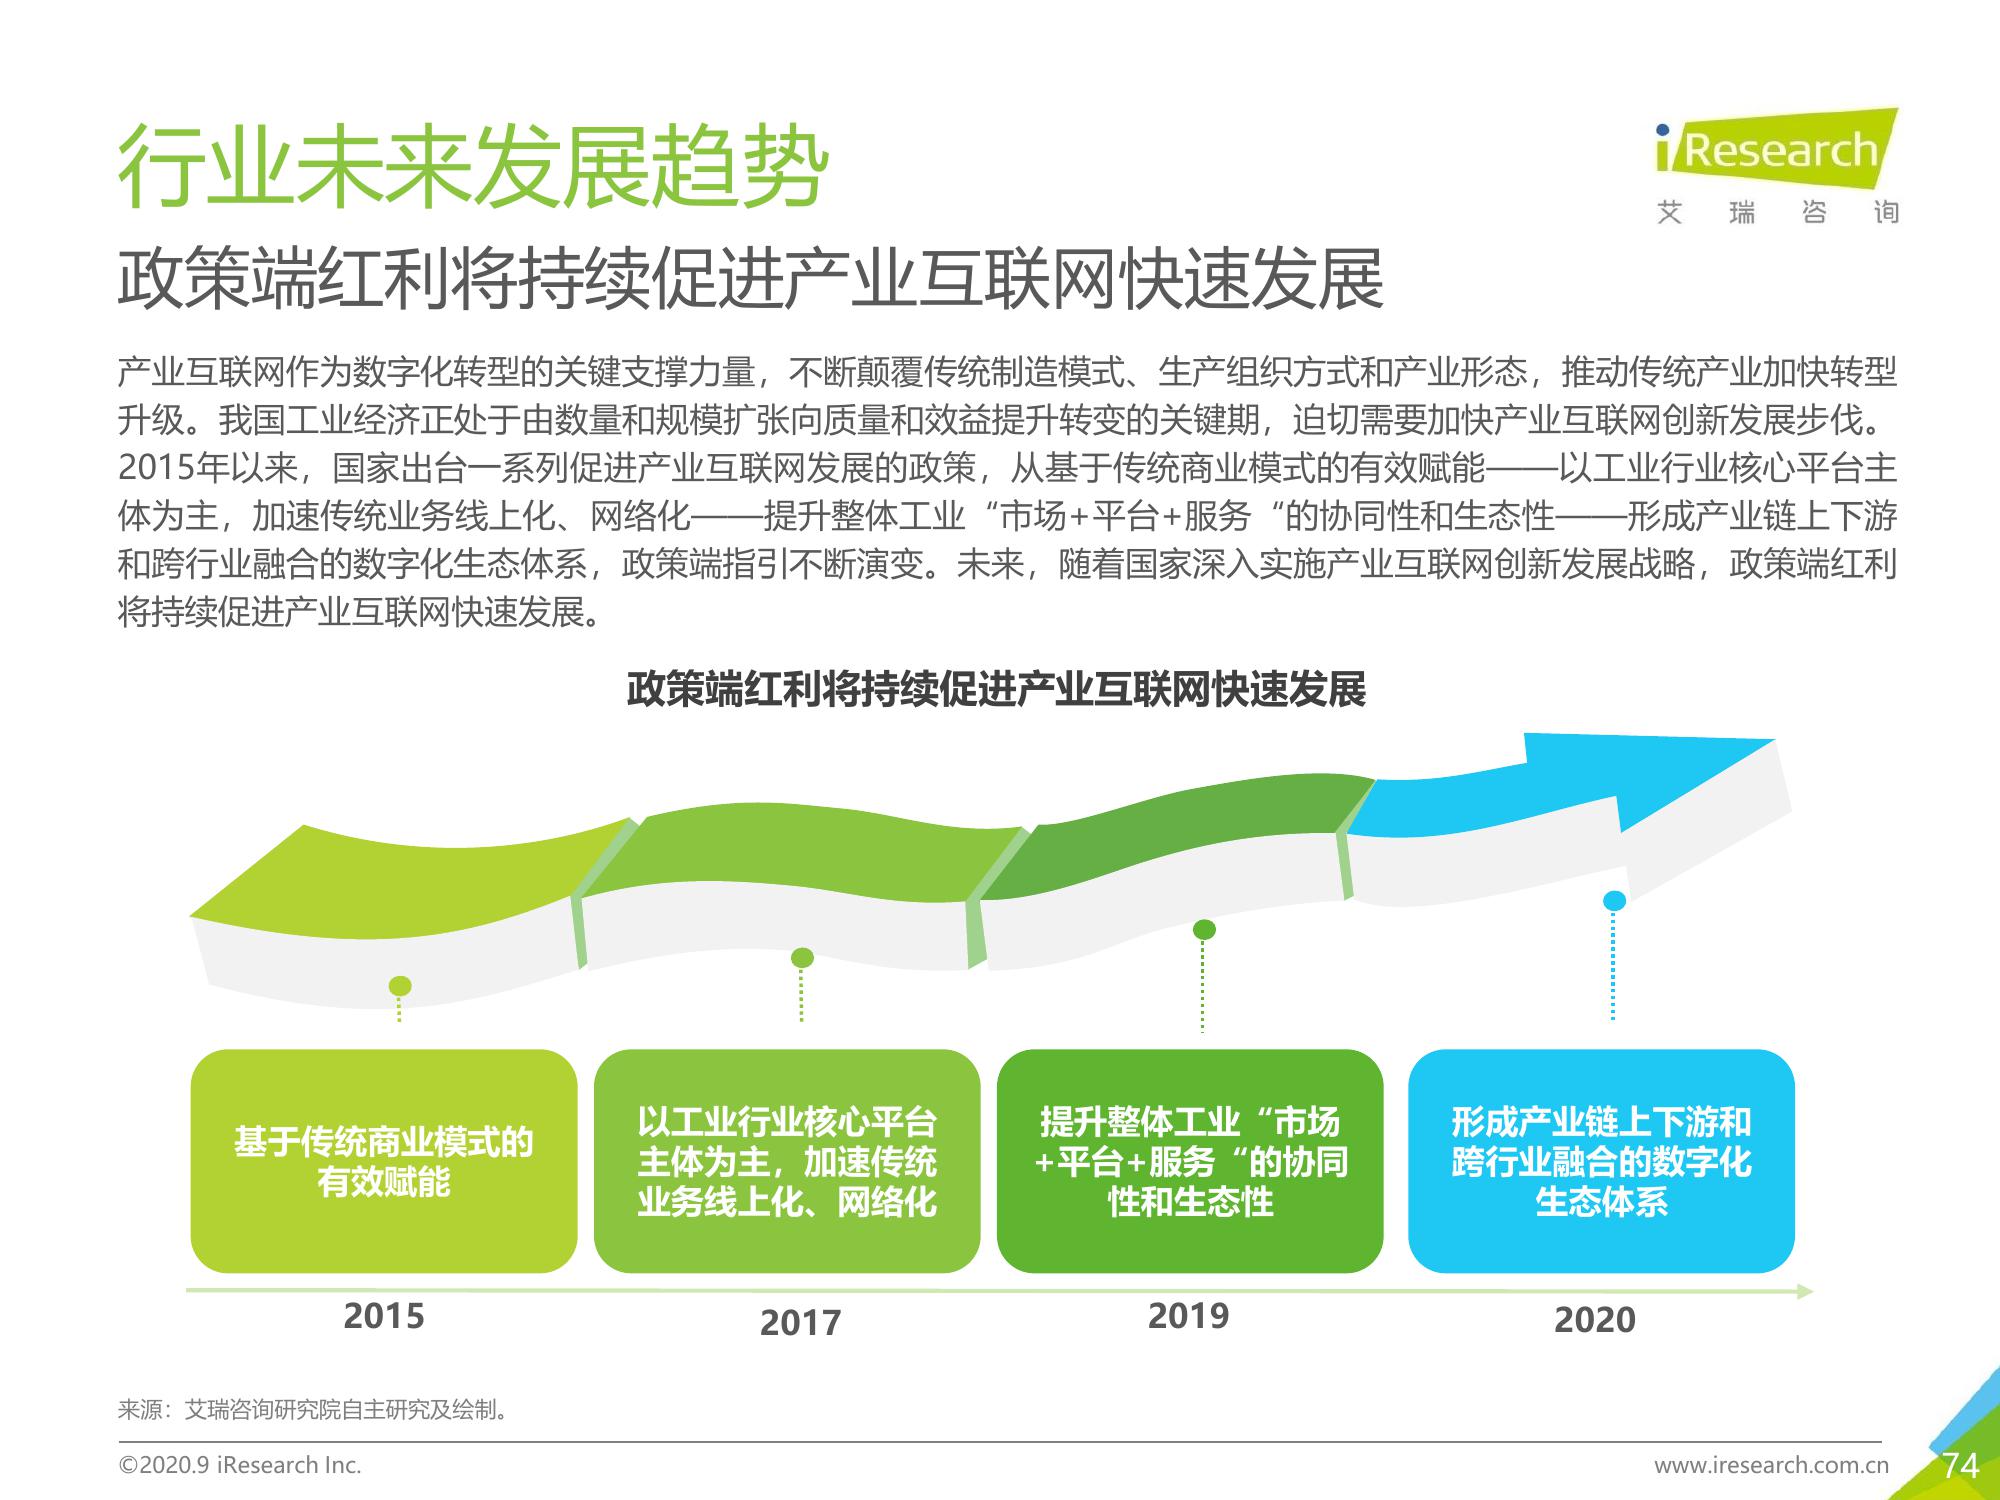 行业未来发展趋势
iResearch
艾瑞咨询
政策端红利将持续促进产业互联网快速发展
产业互联网作为数字化转型的关键支撑力量，不断颠覆传统制造模式、生产组织方式和产业形态，推动传统产业加快转型
升级。我国工业经济正处于由数量和规模扩张向质量和效益提升转变的关键期，迫切需要加快产业互联网创新发展步伐。
2015年以来，国家出台一系列促进产业互联网发展的政策，从基于传统商业模式的有效赋能——以工业行业核心平台主
体为主，加速传统业务线上化、网络化——提升整体工业“市场+平台+服务“的协同性和生态性——形成产业链上下游
和跨行业融合的数字化生态体系，政策端指引不断演变。未来，随着国家深入实施产业互联网创新发展战略，政策端红利
将持续促进产业互联网快速发展。
政策端红利将持续促进产业互联网快速发展
基于传统商业模式的
有效赋能
以工业行业核心平台
主体为主，加速传统
业务线上化、网络化
提升整体工业“市场
+平台+服务“的协同
性和生态性
形成产业链上下游和
跨行业融合的数字化
生态体系
2015
2017
2019
2020
来源：艾瑞咨询研究院自主研究及绘制。
©2020.9 iResearch Inc.
www.iresearch.com.cn
74